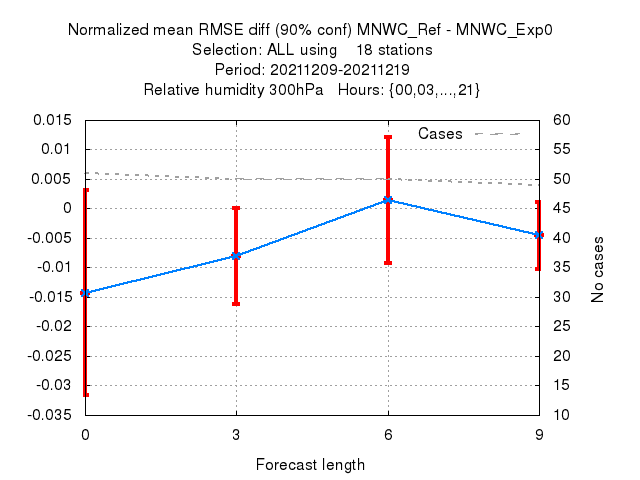 Normalized mean RMSE diff (90% conf) MNWC_Ref - MNWC_Exp0
Selection: ALL using 18 stations
Period: 20211209-20211219
Relative humidity 300hPa Hours: {00,03,...,21}
Cases
0.015
0.01
0.005
0
-0.005
-0.01
-0.015
-0.02
-0.025
-0.03
-0.035
60
55
50
45
40
35
30
25
20
15
10
No cases
0 3 6 9
Forecast length